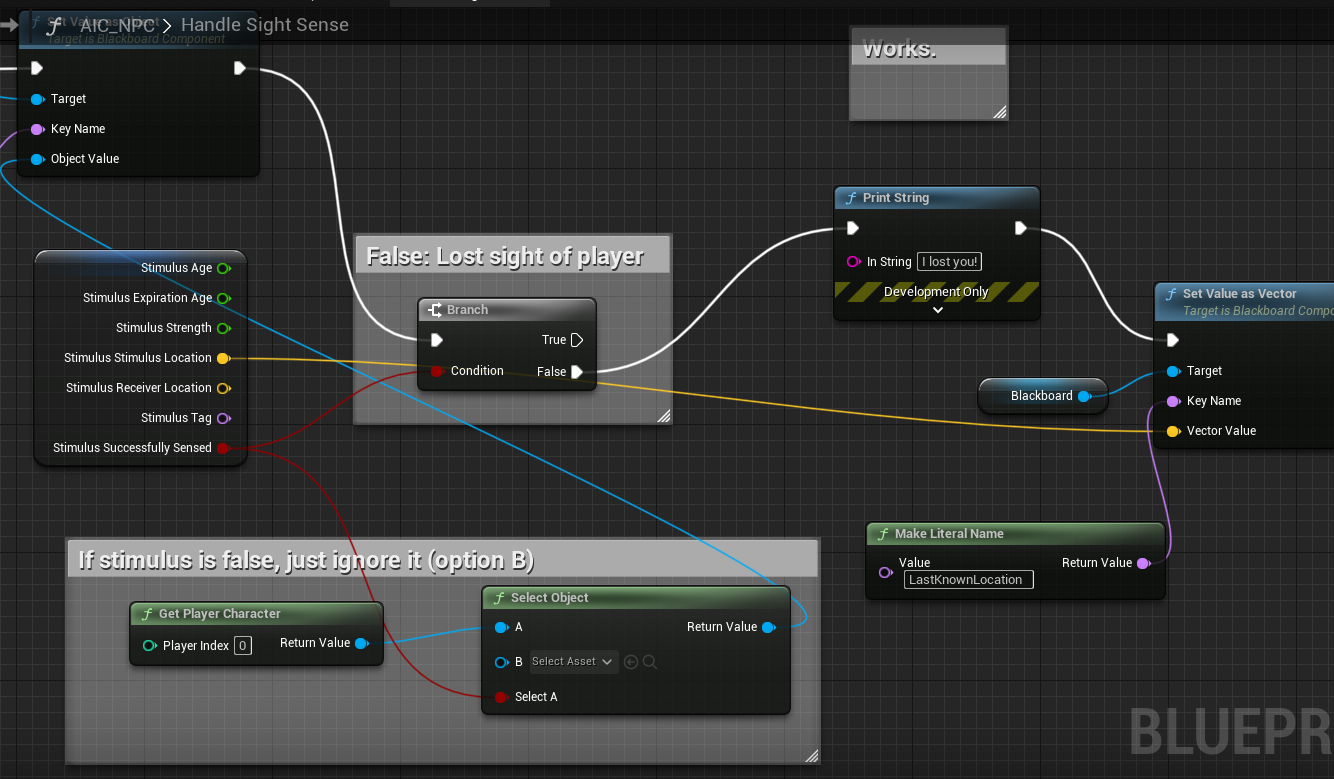 Set Value as Object
AIC_NPC > Handle Sight Sense
Target is Blackboard Component
Target
Key Name
Object Value
Works.
Stimulus Age
Stimulus Expiration Age
Stimulus Strength
Stimulus Stimulus Location
Stimulus Receiver Location
Stimulus Tag
Stimulus Successfully Sensed
False: Lost sight of player
Branch
True
Condition
False
Print String
In String
I lost you!
Development Only
Set Value as Vector
Target is Blackboard Compo
Target
Key Name
Vector Value
Blackboard
Make Literal Name
Value
LastKnownLocation
Return Value
If stimulus is false, just ignore it (option B)
Get Player Character
Player Index
0
Return Value
Select Object
A
Return Value
B
Select Asset
Select A
BLUEPR